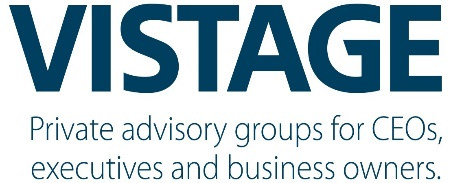 VISTAGE
Private advisory groups for CEOs,
executives and business owners.